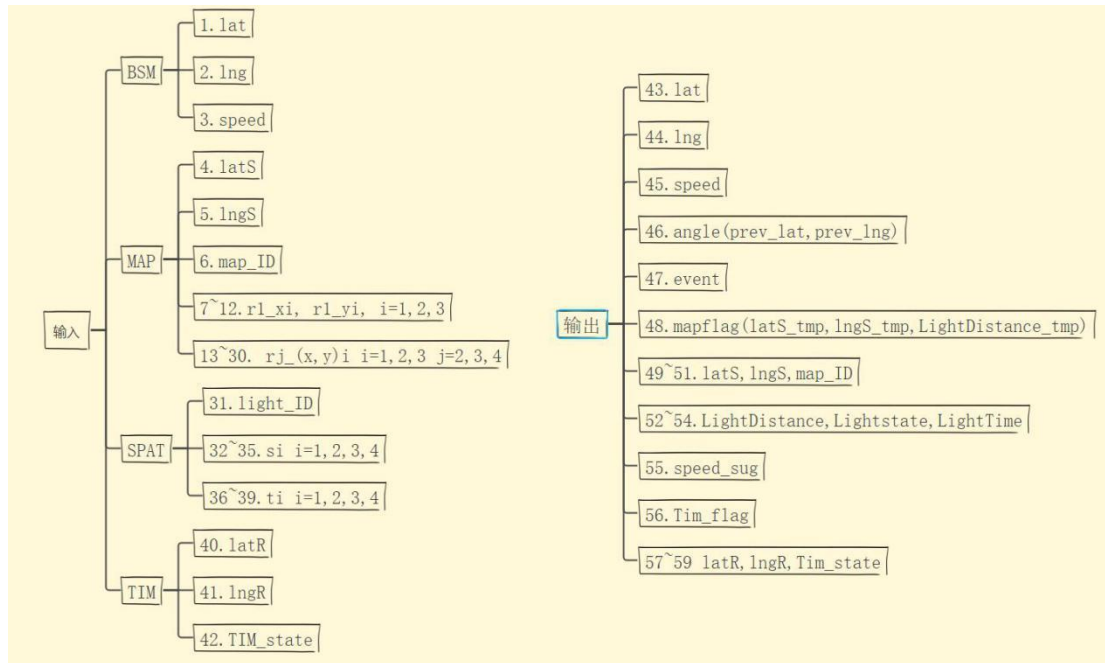 输入
BSM
1.lat
2.lng
3.speed
MAP
4.latS
5.lngS
6.map_ID
7~12.r1_xi, r1_yi, i=1,2,3
13~30. rj_(x,y)i i=1,2,3 j=2,3,4
SPAT
31.light_ID
32~35.si i=1,2,3,4
36~39.ti i=1,2,3,4
TIM
40.latR
41.lngR
42.TIM_state
输出
43.lat
44.lng
45.speed
46.angle(prev_lat,prev_lng)
47.event
48.mapflag(latS_tmp,lngS_tmp,LightDistance_tmp)
49~51.latS,lngS,map_ID
52~54.LightDistance,Lightstate,LightTime
55.speed_sug
56.Tim_flag
57~59 latR,lngR,Tim_state